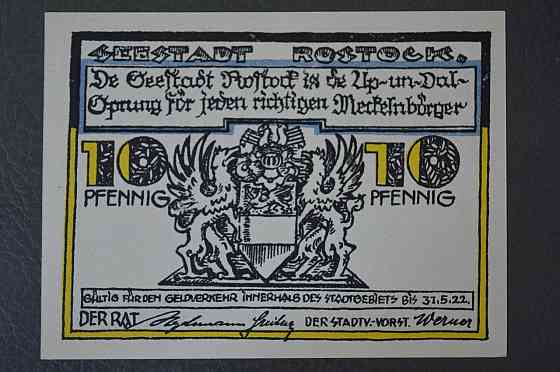 SEESTADT ROSTOCK.
De Seestadt Rostock is de Up-un-Dal-
Sprung för jeden richtigen Meckelnbörger
10 10
PFENNIG PFENNIG
GÜLTIG FÜR DEN GELDVERKEHR INNERHALB DES STADTGEBIETS BIS 31.5.22.
DER RAT DER STADTV.-VORST. Werner